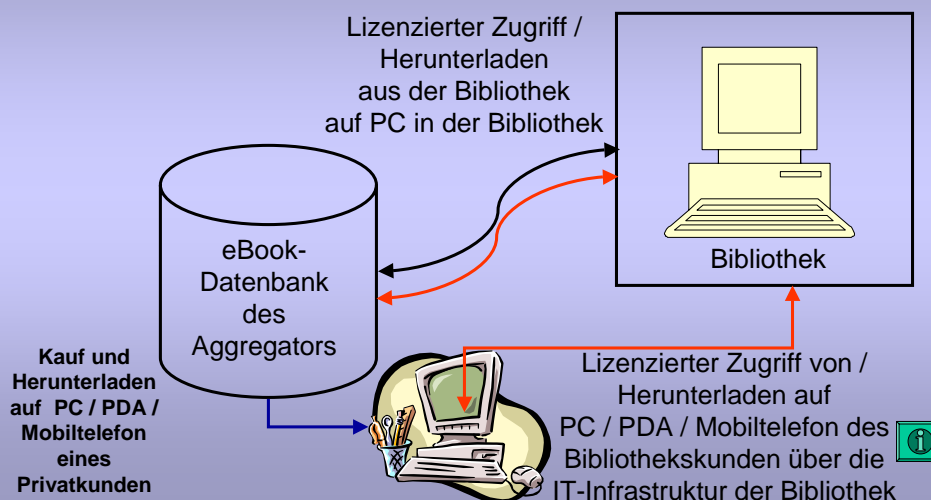 Lizenzierter Zugriff /
Herunterladen
aus der Bibliothek
auf PC in der Bibliothek
Bibliothek
eBook-
Datenbank
des
Aggregators
Kauf und
Herunterladen
auf PC / PDA /
Mobiltelefon
eines
Privatkunden
Lizenzierter Zugriff von /
Herunterladen auf
PC / PDA / Mobiltelefon des
Bibliothekskunden über die
IT-Infrastruktur der Bibliothek